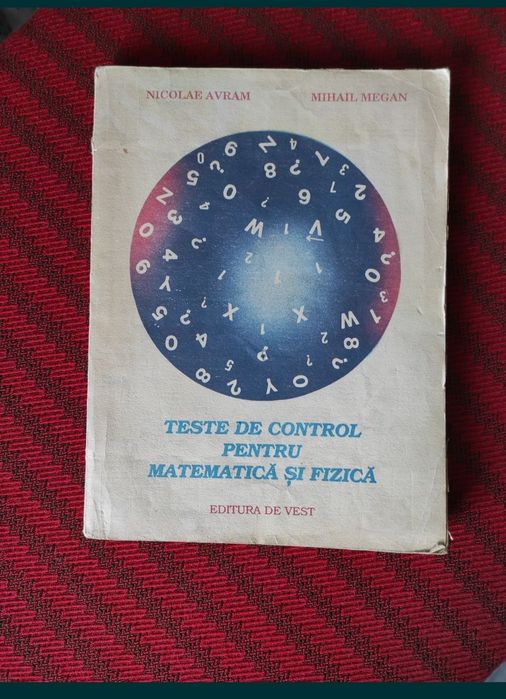 NICOLAE AVRAM MIHAIL MEGAN
TESTE DE CONTROL
PENTRU
MATEMATICĂ ȘI FIZICĂ
EDITURA DE VEST